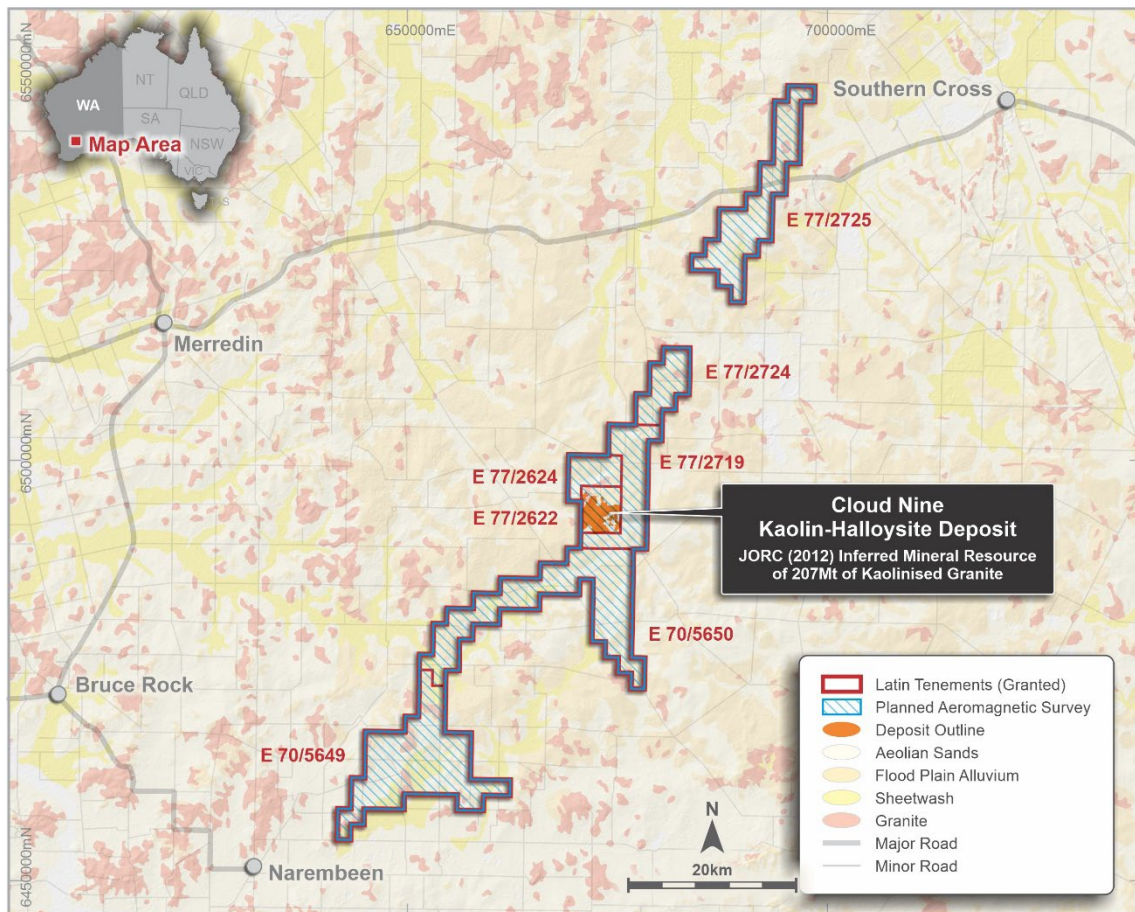 650000mE
700000mE
6550000mN
6500000mN
6450000mN
WA
NT
QLD
SA
NSW
VIC
Map Area
Southern Cross
E 77/2725
Merredin
E 77/2724
E 77/2624
E 77/2719
E 77/2622
Cloud Nine
Kaolin-Halloysite Deposit
JORC (2012) Inferred Mineral Resource
of 207Mt of Kaolinised Granite
E 70/5650
Bruce Rock
E 70/5649
Narembeen
N
20km
Latin Tenements (Granted)
Planned Aeromagnetic Survey
Deposit Outline
Aeolian Sands
Flood Plain Alluvium
Sheetwash
Granite
Major Road
Minor Road